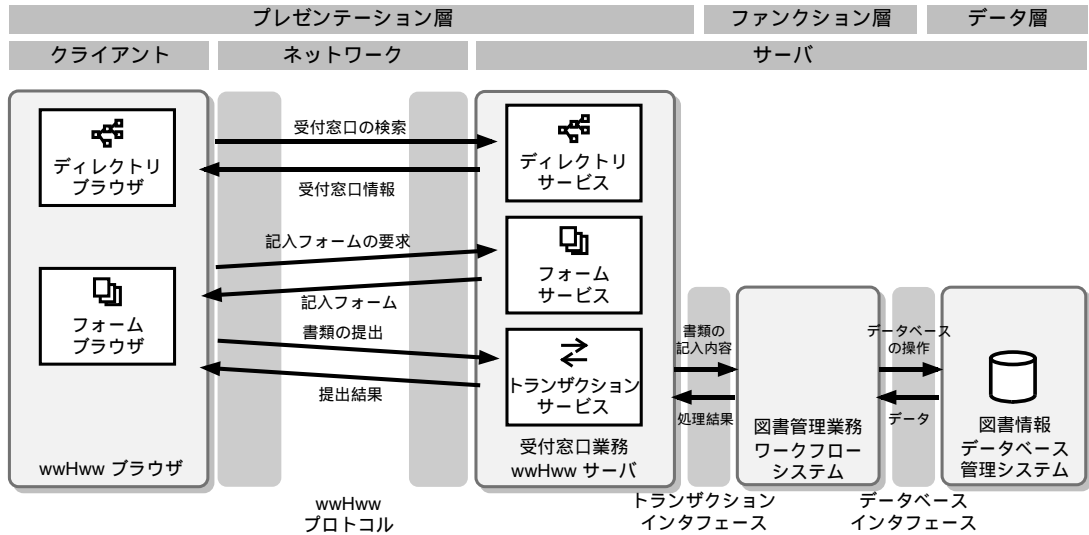 プレゼンテーション層
ファンクション層
データ層
クライアント
ネットワーク
サーバ
ディレクトリ
ブラウザ
受付窓口の検索
受付窓口情報
ディレクトリ
サービス
フォーム
ブラウザ
記入フォームの要求
記入フォーム
書類の提出
提出結果
フォーム
サービス
トランザクション
サービス
書類の
記入内容
処理結果
データベース
の操作
データ
wwHww ブラウザ
受付窓口業務
wwHww サーバ
図書管理業務
ワークフロー
システム
図書情報
データベース
管理システム
wwHww
プロトコル
トランザクション
インタフェース
データベース
インタフェース